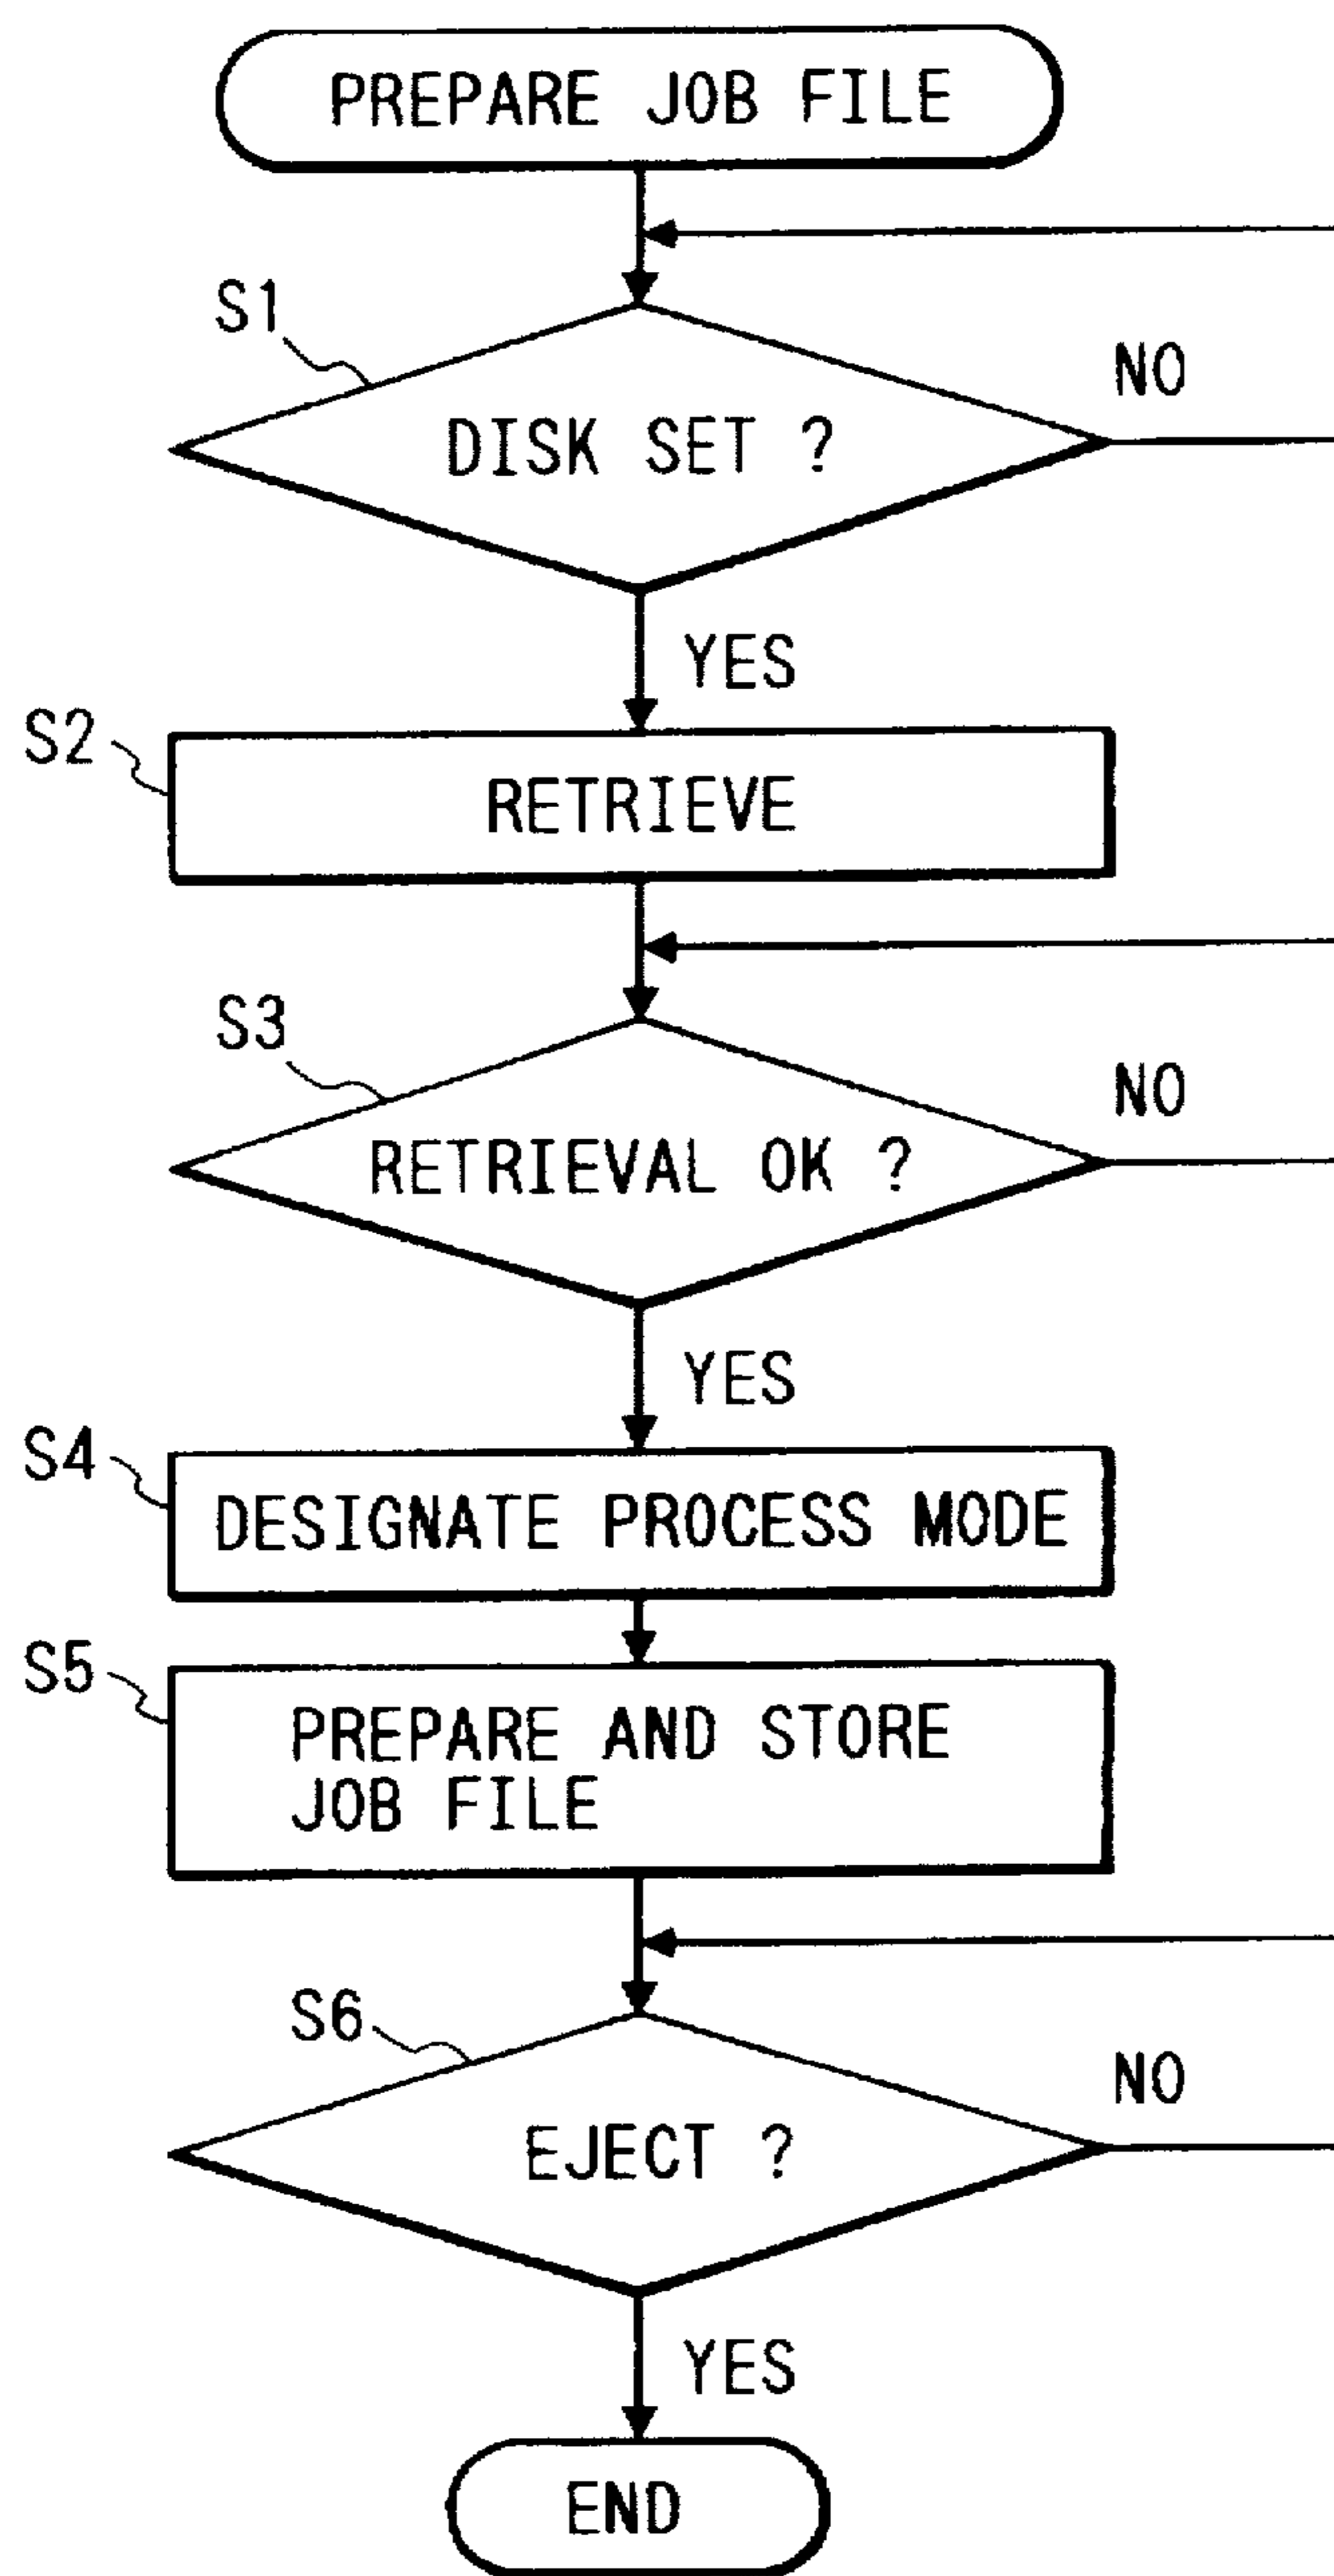 PREPARE JOB FILE
S1
NO
DISK SET ?
YES
S2
RETRIEVE
S3
NO
RETRIEVAL OK ?
YES
S4
DESIGNATE PROCESS MODE
S5
PREPARE AND STORE
JOB FILE
S6
NO
EJECT ?
YES
END